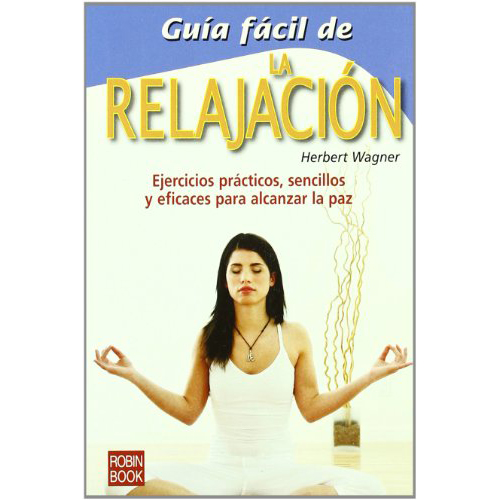 Guía fácil de
LA
RELAJACIÓN
Herbert Wagner
Ejercicios prácticos, sencillos
y eficaces para alcanzar la paz
ROBIN
BOOK